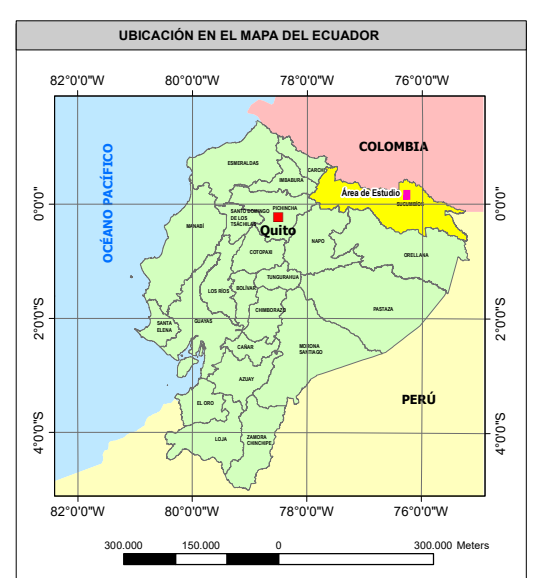 UBICACIÓN EN EL MAPA DEL ECUADOR
82°0'0"W 80°0'0"W 78°0'0"W 76°0'0"W
OCÉANO PACÍFICO
COLOMBIA
ESMERALDAS
CARCHI
IMBABURA
Área de Estudio
SUCUMBÍOS
0°0'0" 0°0'0"
PICHINCHA
SANTO DOMINGO
DE LOS
TSÁCHILAS
Quito
MANABÍ
NAPO
COTOPAXI
ORELLANA
TUNGURAHUA
LOS RÍOS
BOLÍVAR
CHIMBORAZO
PASTAZA
2°0'0"S 2°0'0"S
SANTA
ELENA
GUAYAS
CAÑAR
MORONA
SANTIAGO
AZUAY
EL ORO
PERÚ
LOJA
ZAMORA
CHINCHIPE
4°0'0"S 4°0'0"S
82°0'0"W 80°0'0"W 78°0'0"W 76°0'0"W
300.000 150.000 0 300.000 Meters